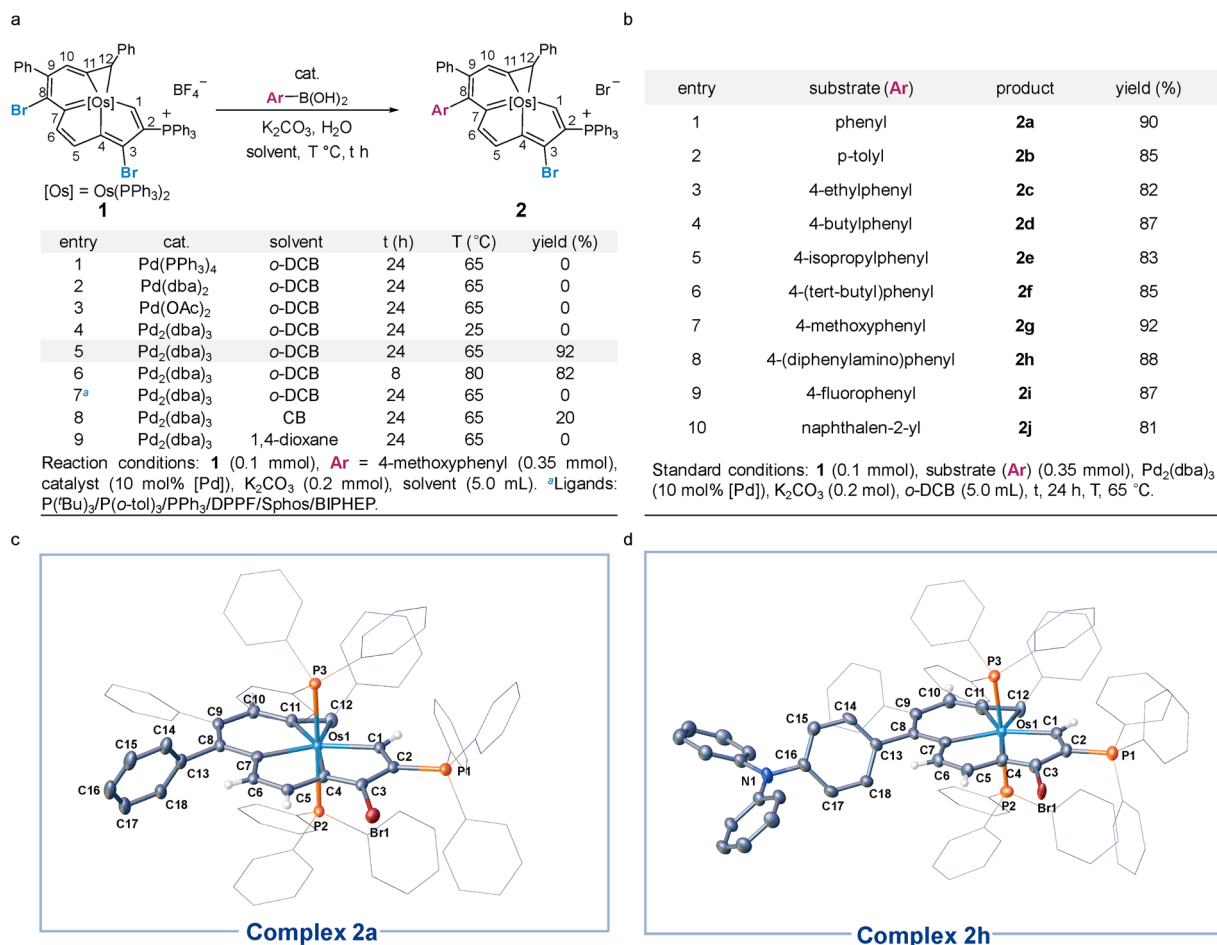 a
Ph
10
9
11
12
Ph
8
Br
[Os]
1
7
2
+
PPh3
6
5
4
3
Br
BF4−
[Os] = Os(PPh3)2
1
cat.
Ar–B(OH)2
K2CO3, H2O
solvent, T °C, t h
Ph
10
9
11
12
Ph
8
Ar
[Os]
1
7
2
+
PPh3
6
5
4
3
Br
Br−
2
entry cat. solvent t (h) T (°C) yield (%)
1 Pd(PPh3)4 o-DCB 24 65 0
2 Pd(dba)2 o-DCB 24 65 0
3 Pd(OAc)2 o-DCB 24 65 0
4 Pd2(dba)3 o-DCB 24 25 0
5 Pd2(dba)3 o-DCB 24 65 92
6 Pd2(dba)3 o-DCB 8 80 82
7a Pd2(dba)3 o-DCB 24 65 0
8 Pd2(dba)3 CB 24 65 20
9 Pd2(dba)3 1,4-dioxane 24 65 0
Reaction conditions: 1 (0.1 mmol), Ar = 4-methoxyphenyl (0.35 mmol),
catalyst (10 mol% [Pd]), K2CO3 (0.2 mmol), solvent (5.0 mL). aLigands:
P(tBu)3/P(o-tol)3/PPh3/DPPF/Sphos/BIPHEP.
b
entry substrate (Ar) product yield (%)
1 phenyl 2a 90
2 p-tolyl 2b 85
3 4-ethylphenyl 2c 82
4 4-butylphenyl 2d 87
5 4-isopropylphenyl 2e 83
6 4-(tert-butyl)phenyl 2f 85
7 4-methoxyphenyl 2g 92
8 4-(diphenylamino)phenyl 2h 88
9 4-fluorophenyl 2i 87
10 naphthalen-2-yl 2j 81
Standard conditions: 1 (0.1 mmol), substrate (Ar) (0.35 mmol), Pd2(dba)3
(10 mol% [Pd]), K2CO3 (0.2 mol), o-DCB (5.0 mL), t, 24 h, T, 65 °C.
c
P3
C10
C11
C12
C9
C14
C8
Os1
C1
C15
C7
C2
C13
P1
C16
C6
C4
C3
C18
C5
C17
P2
Br1
Complex 2a
d
P3
C10
C11
C12
C14
C9
C15
C8
Os1
C1
C7
C2
C16
C13
C6
C5
C4
C3
P1
N1
C17
C18
P2
Br1
Complex 2h